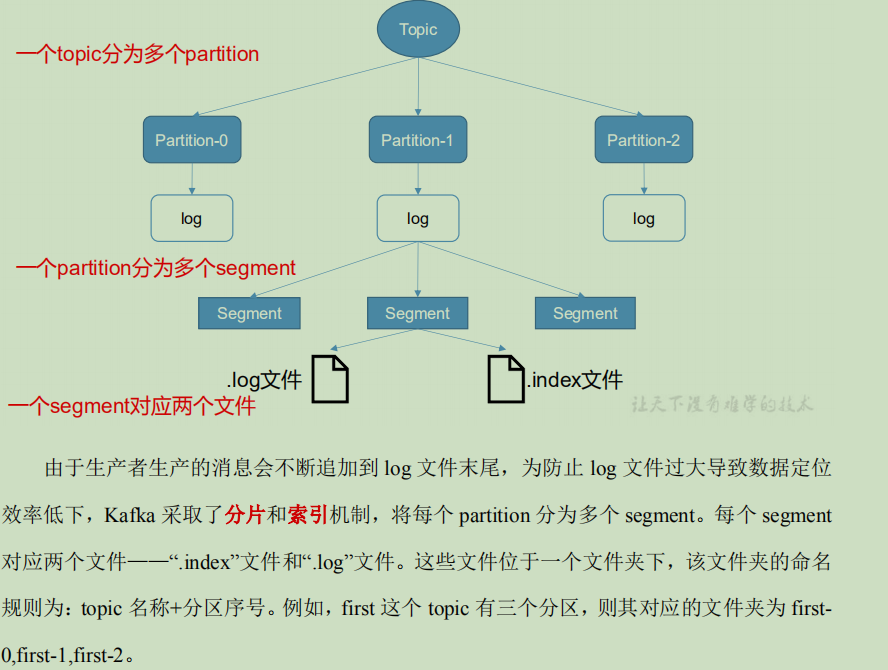 Topic
一个topic分为多个partition
Partition-0
Partition-1
Partition-2
log
log
log
一个partition分为多个segment
Segment
Segment
Segment
.log文件
.index文件
一个segment对应两个文件
让天下没有难学的技术
由于生产者生产的消息会不断追加到 log 文件末尾，为防止 log 文件过大导致数据定位
效率低下，Kafka 采取了分片和索引机制，将每个 partition 分为多个 segment。每个 segment
对应两个文件——“.index”文件和“.log”文件。这些文件位于一个文件夹下，该文件夹的命名
规则为：topic 名称+分区序号。例如，first 这个 topic 有三个分区，则其对应的文件夹为 first-
0,first-1,first-2。